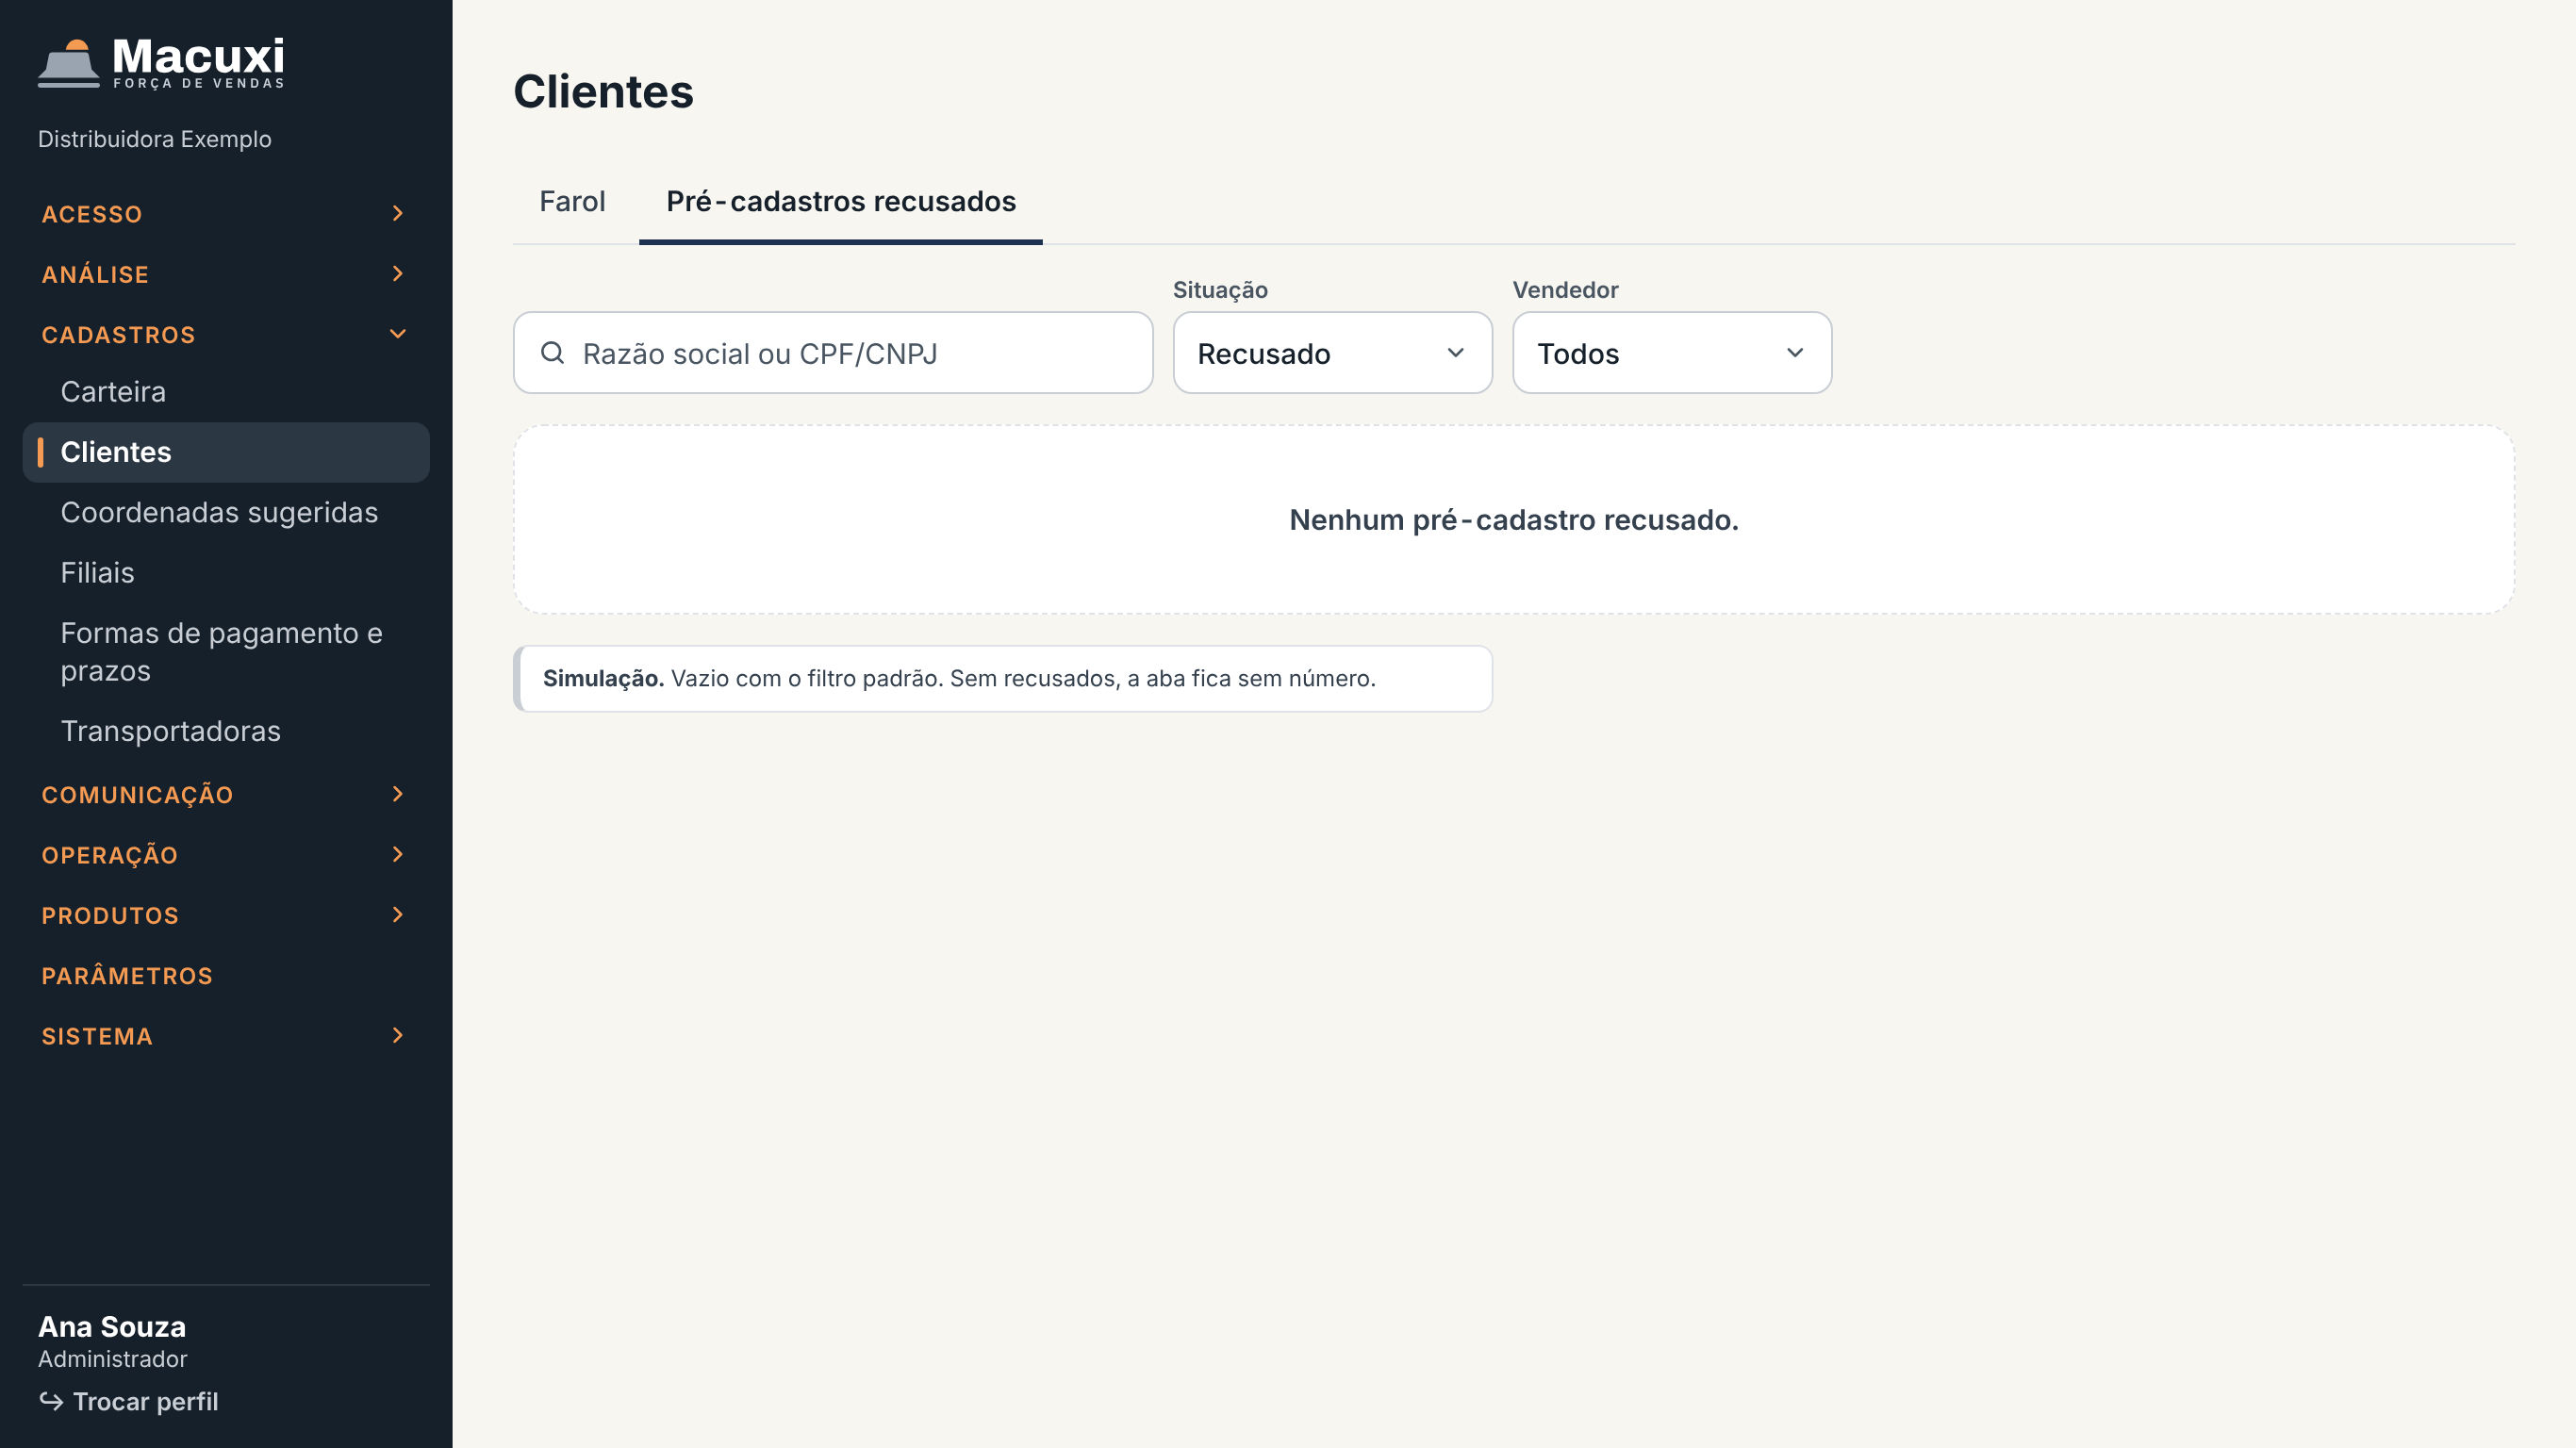 Macuxi
FORÇA DE VENDAS
Distribuidora Exemplo
ACESSO
ANÁLISE
CADASTROS
Carteira
Clientes
Coordenadas sugeridas
Filiais
Formas de pagamento e
prazos
Transportadoras
COMUNICAÇÃO
OPERAÇÃO
PRODUTOS
PARÂMETROS
SISTEMA
Ana Souza
Administrador
Trocar perfil
Clientes
Farol
Pré-cadastros recusados
Situação
Vendedor
Razão social ou CPF/CNPJ
Recusado
Todos
Nenhum pré-cadastro recusado.
Simulação. Vazio com o filtro padrão. Sem recusados, a aba fica sem número.